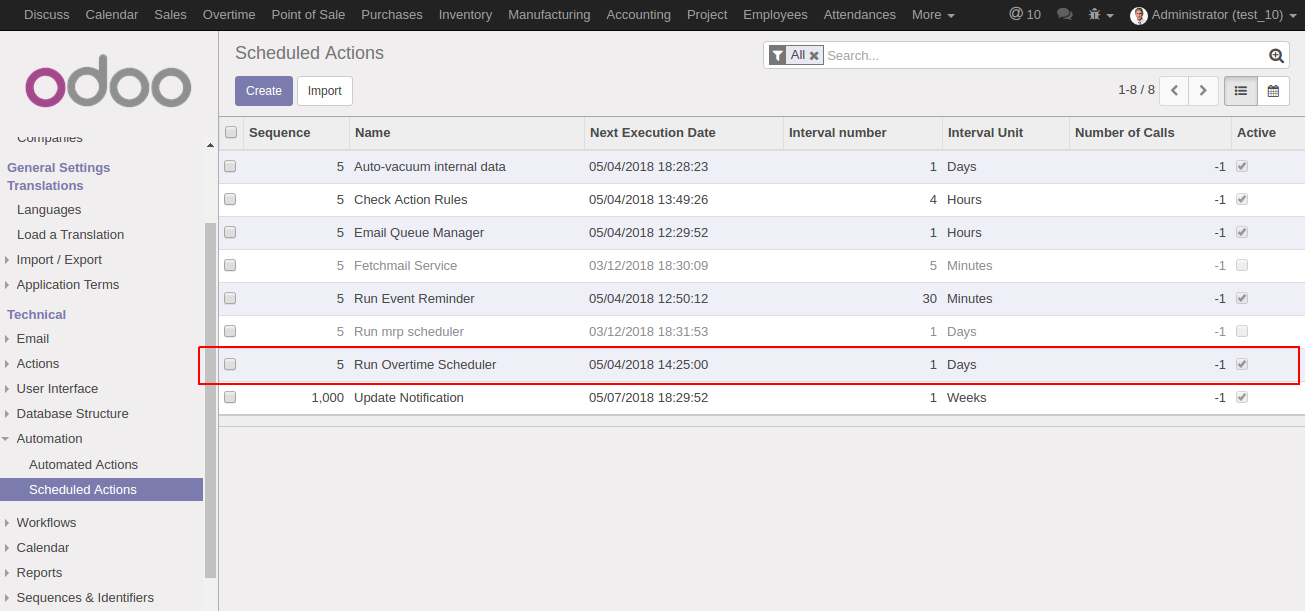 Discuss Calendar Sales Overtime Point of Sale Purchases Inventory Manufacturing Accounting Project Employees Attendances More @ 10 Administrator (test_10)
odoo
Companies
General Settings
Translations
Languages
Load a Translation
Import / Export
Application Terms
Technical
Email
Actions
User Interface
Database Structure
Automation
Automated Actions
Scheduled Actions
Workflows
Calendar
Reports
Sequences & Identifiers
Scheduled Actions
All Search...
Create Import
1-8 / 8
Sequence Name Next Execution Date Interval number Interval Unit Number of Calls Active
5 Auto-vacuum internal data 05/04/2018 18:28:23 1 Days -1
5 Check Action Rules 05/04/2018 13:49:26 4 Hours -1
5 Email Queue Manager 05/04/2018 12:29:52 1 Hours -1
5 Fetchmail Service 03/12/2018 18:30:09 5 Minutes -1
5 Run Event Reminder 05/04/2018 12:50:12 30 Minutes -1
5 Run mrp scheduler 03/12/2018 18:31:53 1 Days -1
5 Run Overtime Scheduler 05/04/2018 14:25:00 1 Days -1
1,000 Update Notification 05/07/2018 18:29:52 1 Weeks -1